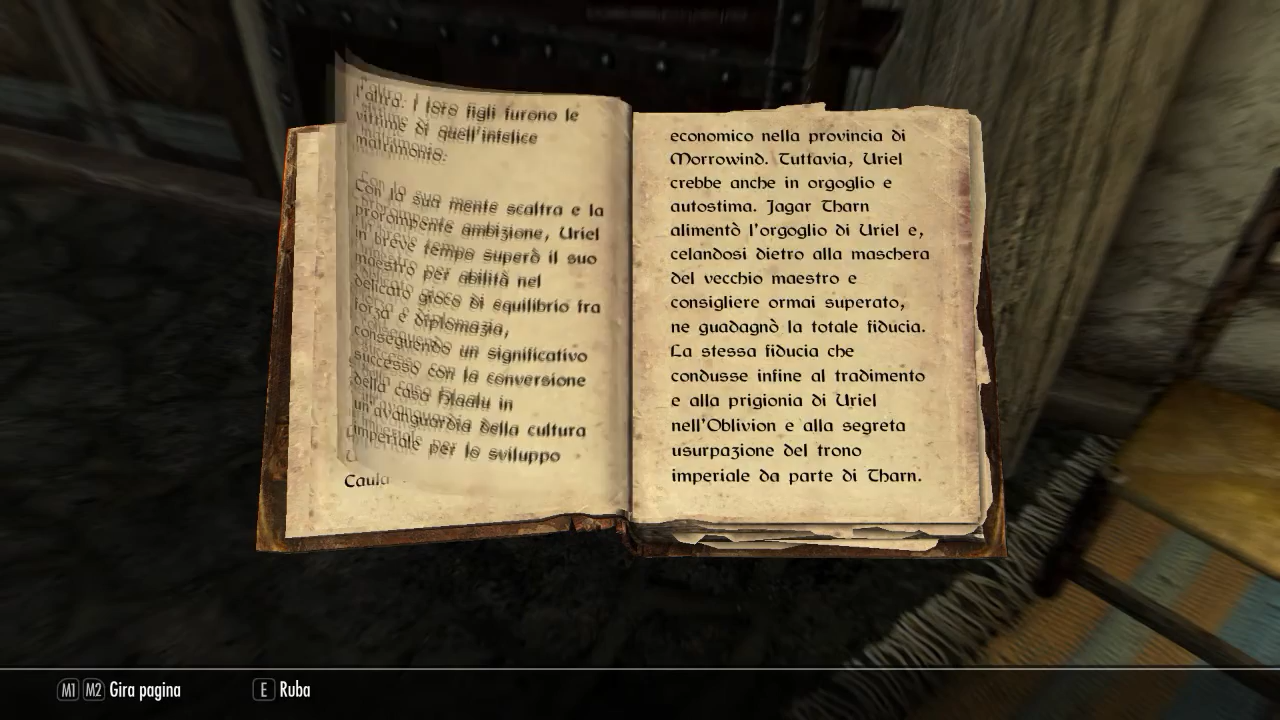 l'altra. I loro figli furono le
vittime di quell'infelice
matrimonio.
Con la sua mente scaltra e la
prorompente ambizione, Uriel
in breve tempo superò il suo
maestro per abilità nel
delicato gioco di equilibrio fra
forza e diplomazia,
conseguendo un significativo
successo con la conversione
della casa Hlaalu in
un'avanguardia della cultura
imperiale per lo sviluppo
Caula
economico nella provincia di
Morrowind. Tuttavia, Uriel
crebbe anche in orgoglio e
autostima. Jagar Tharn
alimentò l'orgoglio di Uriel e,
celandosi dietro alla maschera
del vecchio maestro e
consigliere ormai superato,
ne guadagnò la totale fiducia.
La stessa fiducia che
condusse infine al tradimento
e alla prigionia di Uriel
nell'Oblivion e alla segreta
usurpazione del trono
imperiale da parte di Tharn.
M1 M2 Gira pagina
E Ruba